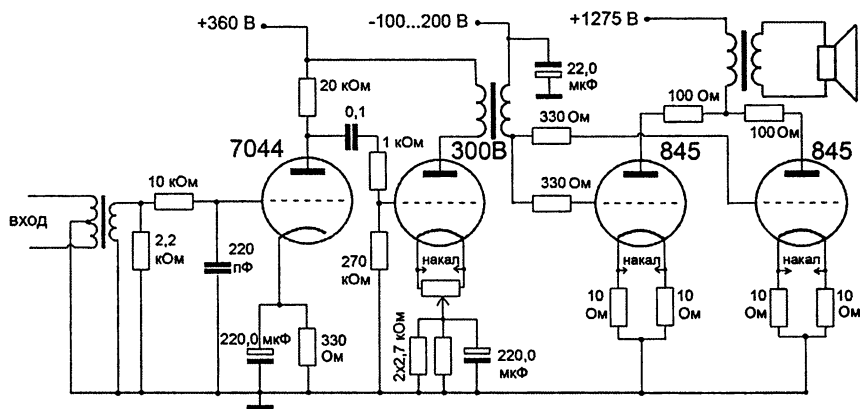 +360 В
-100...200 В
+1275 В
20 кОм
22,0
мкФ
0,1
100 Ом
100 Ом
7044
1 кОм
300В
330 Ом
845
845
10 кОм
330 Ом
вход
2,2
кОм
220
пФ
270
кОм
накал
накал
накал
10
Ом
10
Ом
10
Ом
10
Ом
220,0 мкФ
330
Ом
2х2,7 кОм
220,0
мкФ